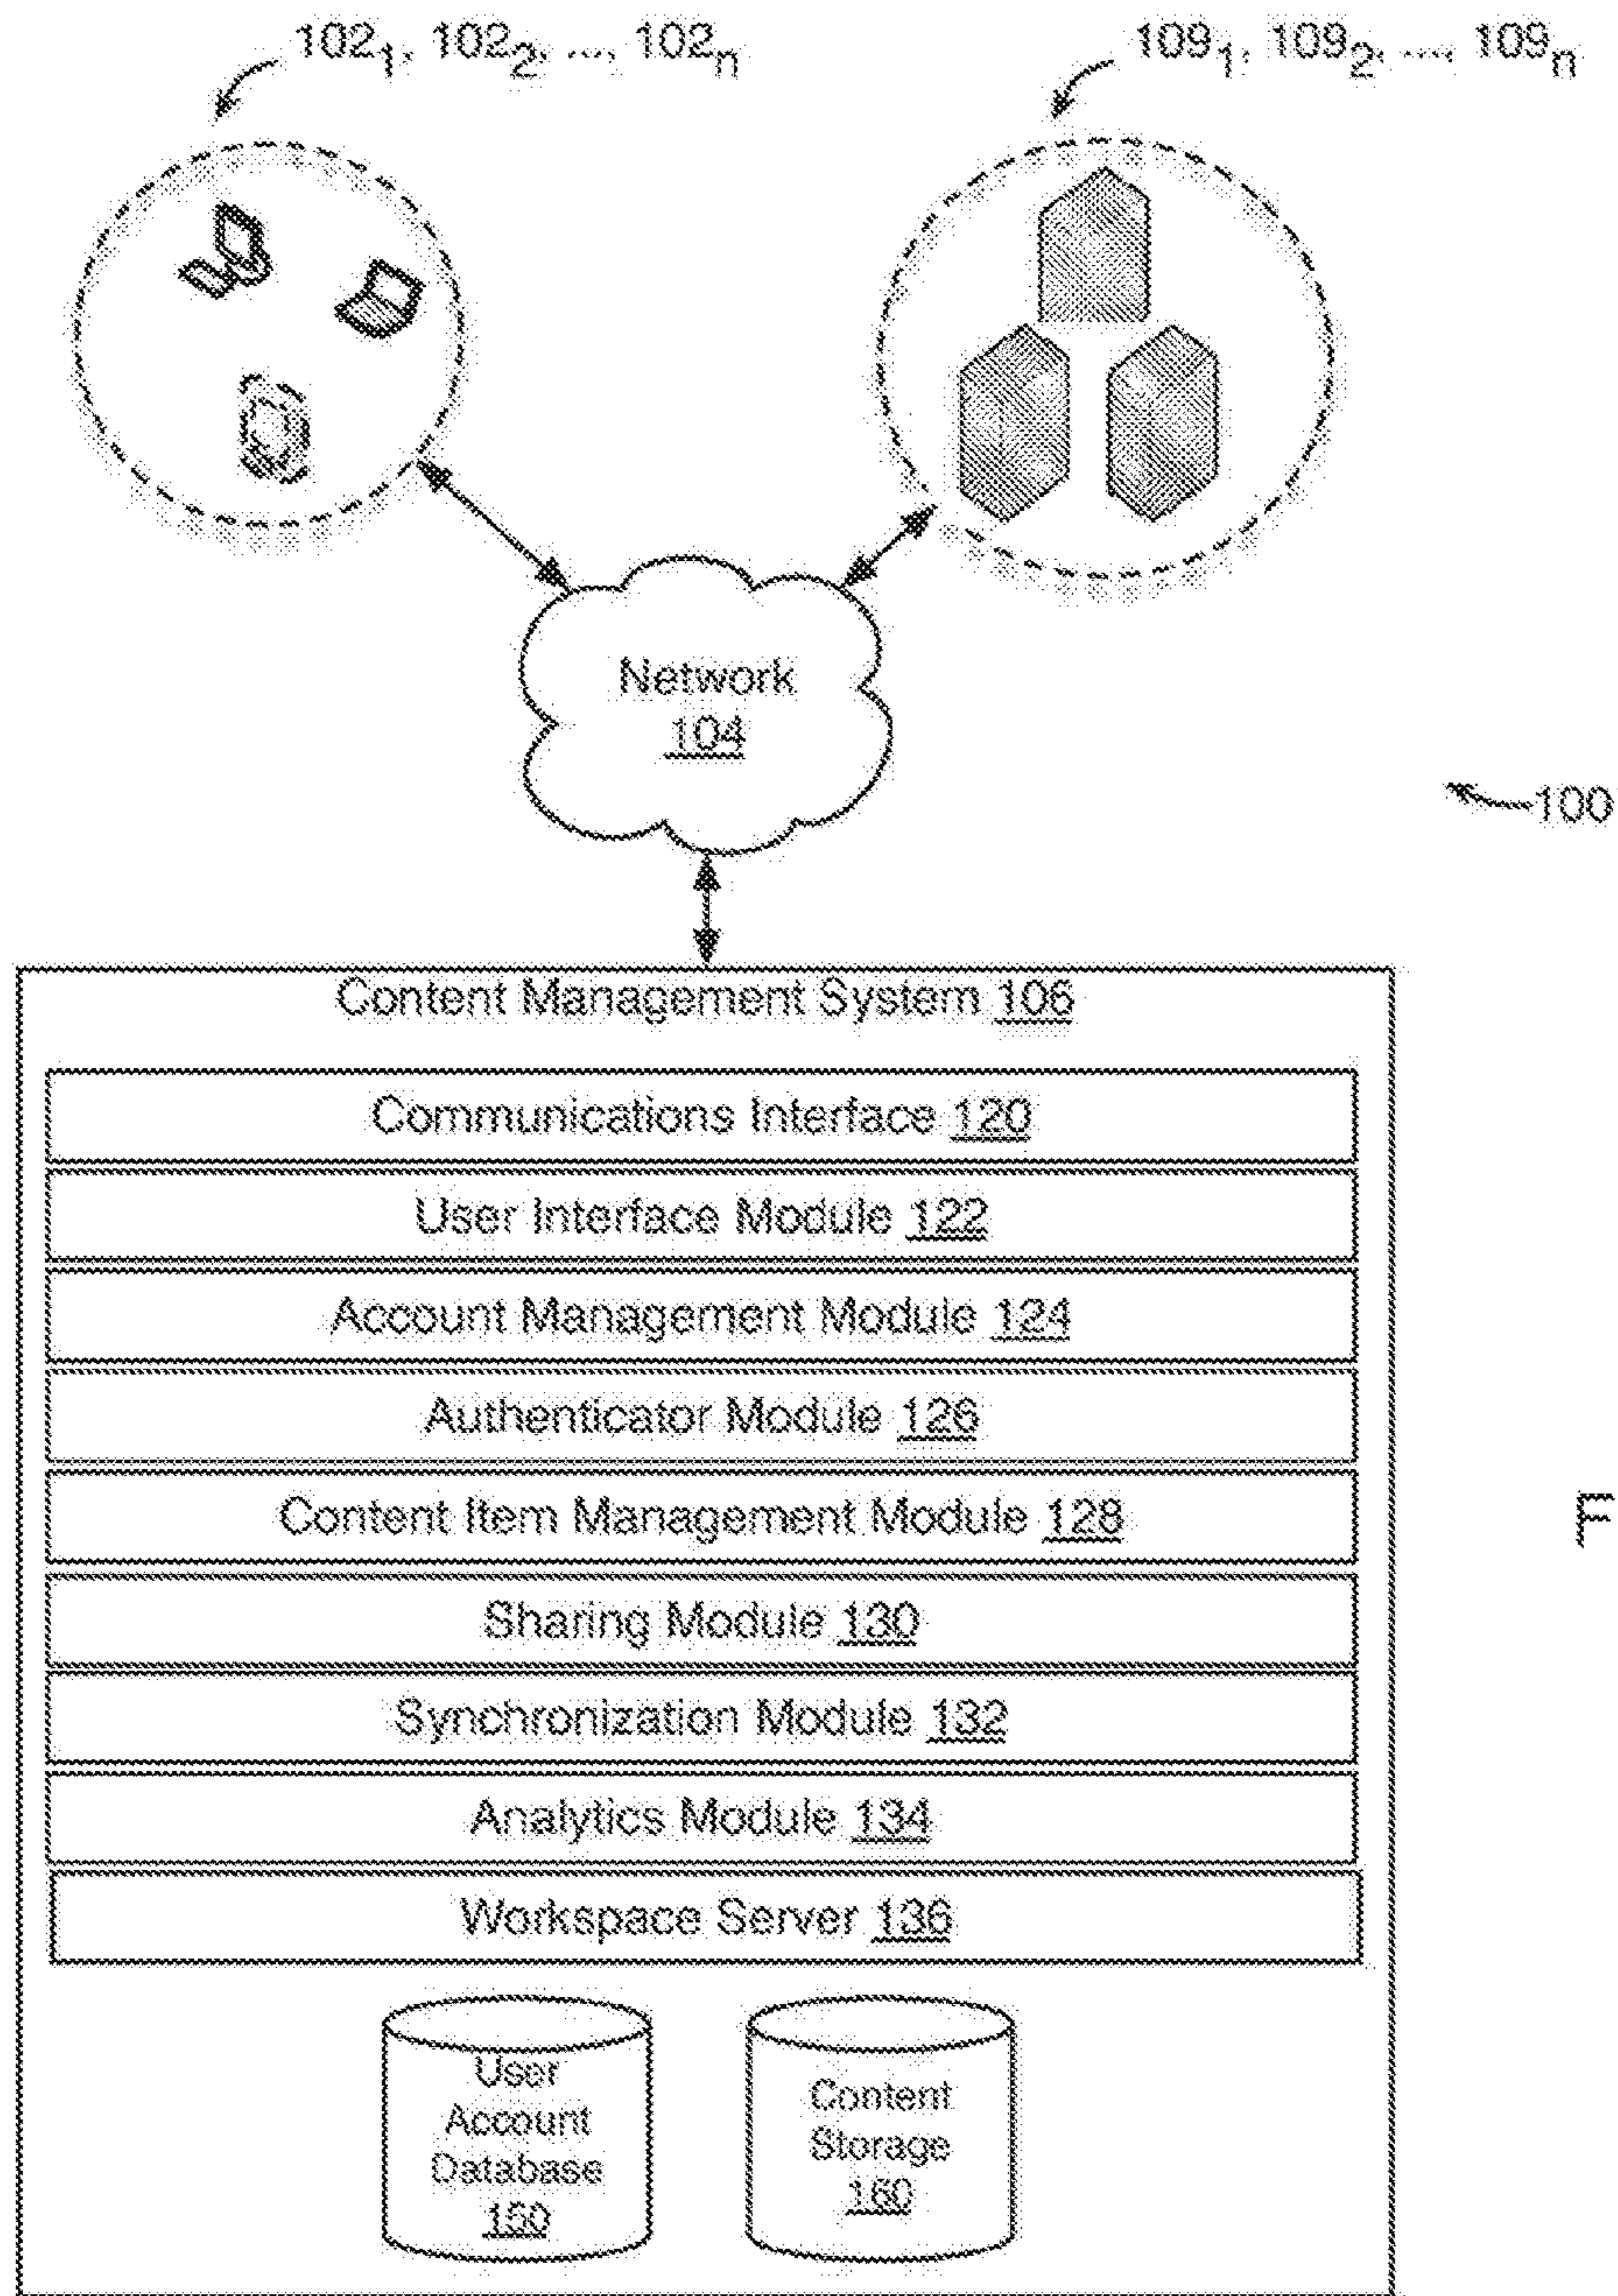 102₁, 102₂, ..., 102ₙ
109₁, 109₂, ..., 109ₙ
Network
104
100
Content Management System 106
Communications Interface 120
User Interface Module 122
Account Management Module 124
Authenticator Module 126
Content Item Management Module 128
F
Sharing Module 130
Synchronization Module 132
Analytics Module 134
Workspace Server 136
User
Account
Database
150
Content
Storage
160